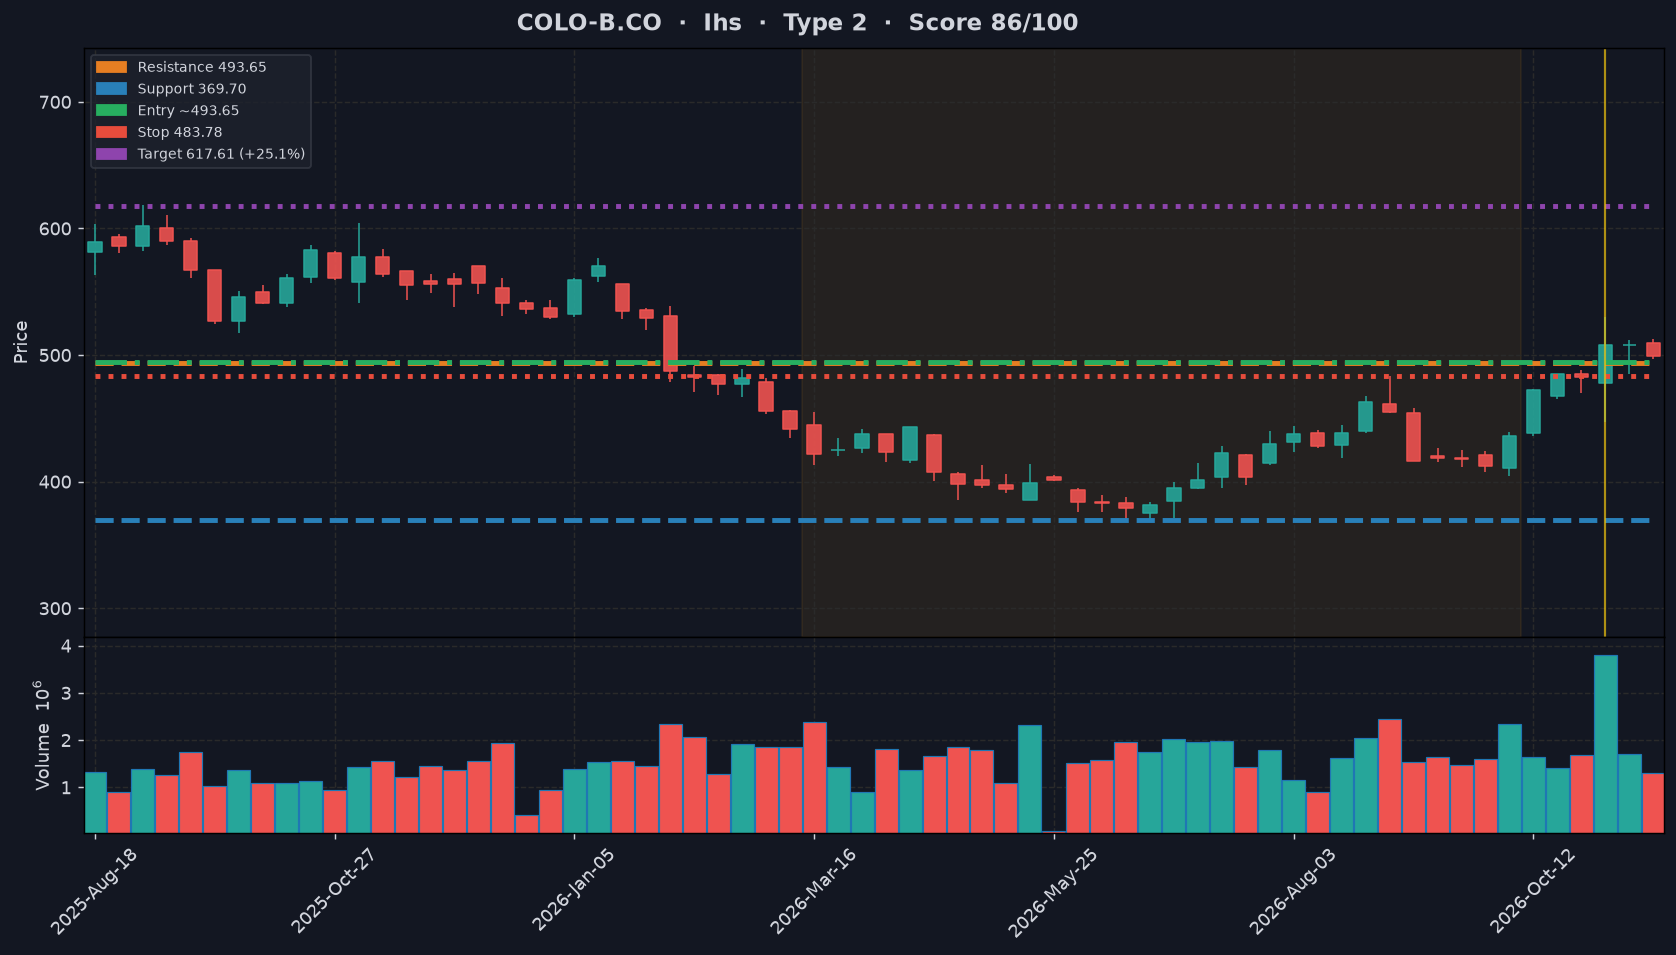 COLO-B.CO · Ihs · Type 2 · Score 86/100
Resistance 493.65
Support 369.70
Entry ~493.65
Stop 483.78
Target 617.61 (+25.1%)
Price
700
600
500
400
300
Volume 10⁶
4
3
2
1
2025-Aug-18
2025-Oct-27
2026-Jan-05
2026-Mar-16
2026-May-25
2026-Aug-03
2026-Oct-12